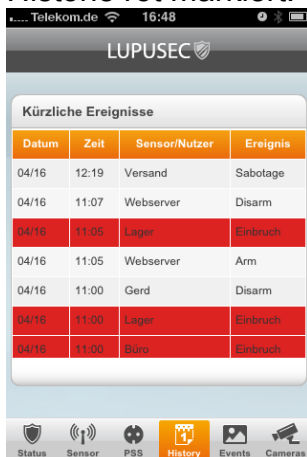 Historie rot markiert.
Telekom.de 16:48
LUPUSEC
Kürzliche Ereignisse
Datum Zeit Sensor/Nutzer Ereignis
04/16 12:19 Versand Sabotage
04/16 11:07 Webserver Disarm
04/16 11:05 Lager Einbruch
04/16 11:05 Webserver Arm
04/16 11:00 Gerd Disarm
04/16 11:00 Lager Einbruch
04/16 11:00 Büro Einbruch
Status Sensor PSS History Events Cameras